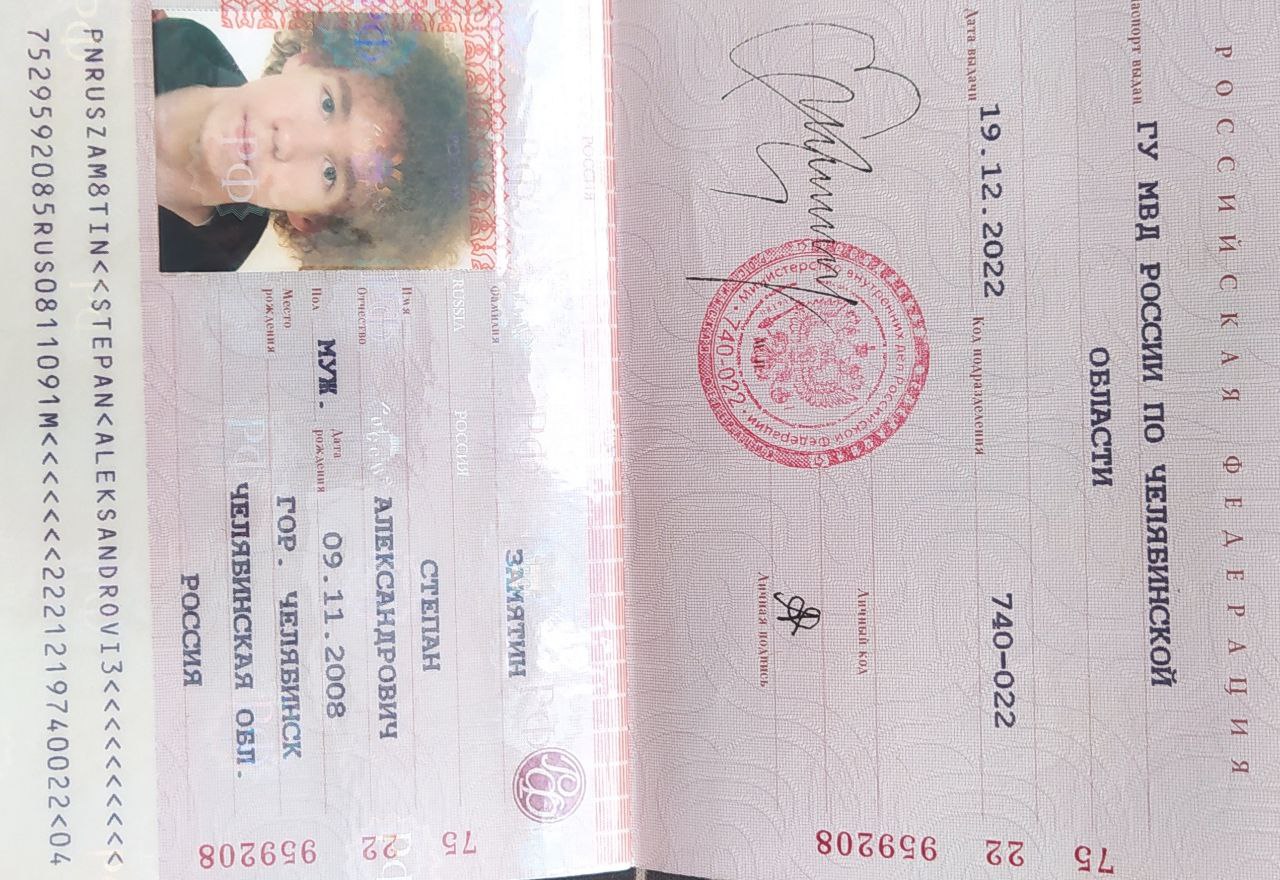 РОССИЙСКАЯ ФЕДЕРАЦИЯ
Паспорт выдан ГУ МВД РОССИИ ПО ЧЕЛЯБИНСКОЙ
ОБЛАСТИ
Дата выдачи 19.12.2022 Код подразделения 740-022
Личный код
Личная подпись
Министерство внутренних дел Российской Федерации
740-022
М.П.
75 22 959208
РОССИЯ
Фамилия ЗАМЯТИН
RUSSIA РОССИЯ
Имя СТЕПАН
Отчество АЛЕКСАНДРОВИЧ
Пол МУЖ. Дата рождения 09.11.2008
Место рождения ГОР. ЧЕЛЯБИНСК
ЧЕЛЯБИНСКАЯ ОБЛ.
РОССИЯ
75 22 959208
PNRUSZAM8TIN<<STEPAN<ALEKSANDROVI3<<<<<<<<<<
7529592085RUS0811091M<<<<<<<2221219740022<04